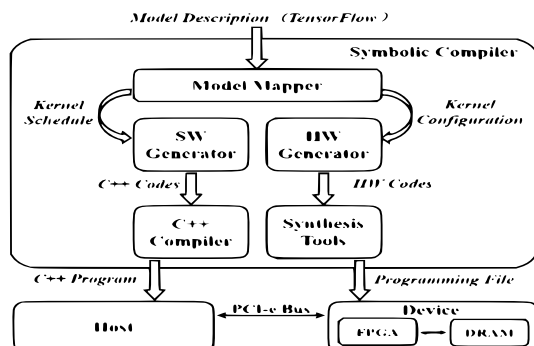 Model Description (TensorFlow)
Symbolic Compiler
Model Mapper
Kernel
Schedule
Kernel
Configuration
SW
Generator
HW
Generator
C++ Codes
HW Codes
C++
Compiler
Synthesis
Tools
C++ Program
Programming File
Host
PCI-e Bus
Device
FPGA
DRAM